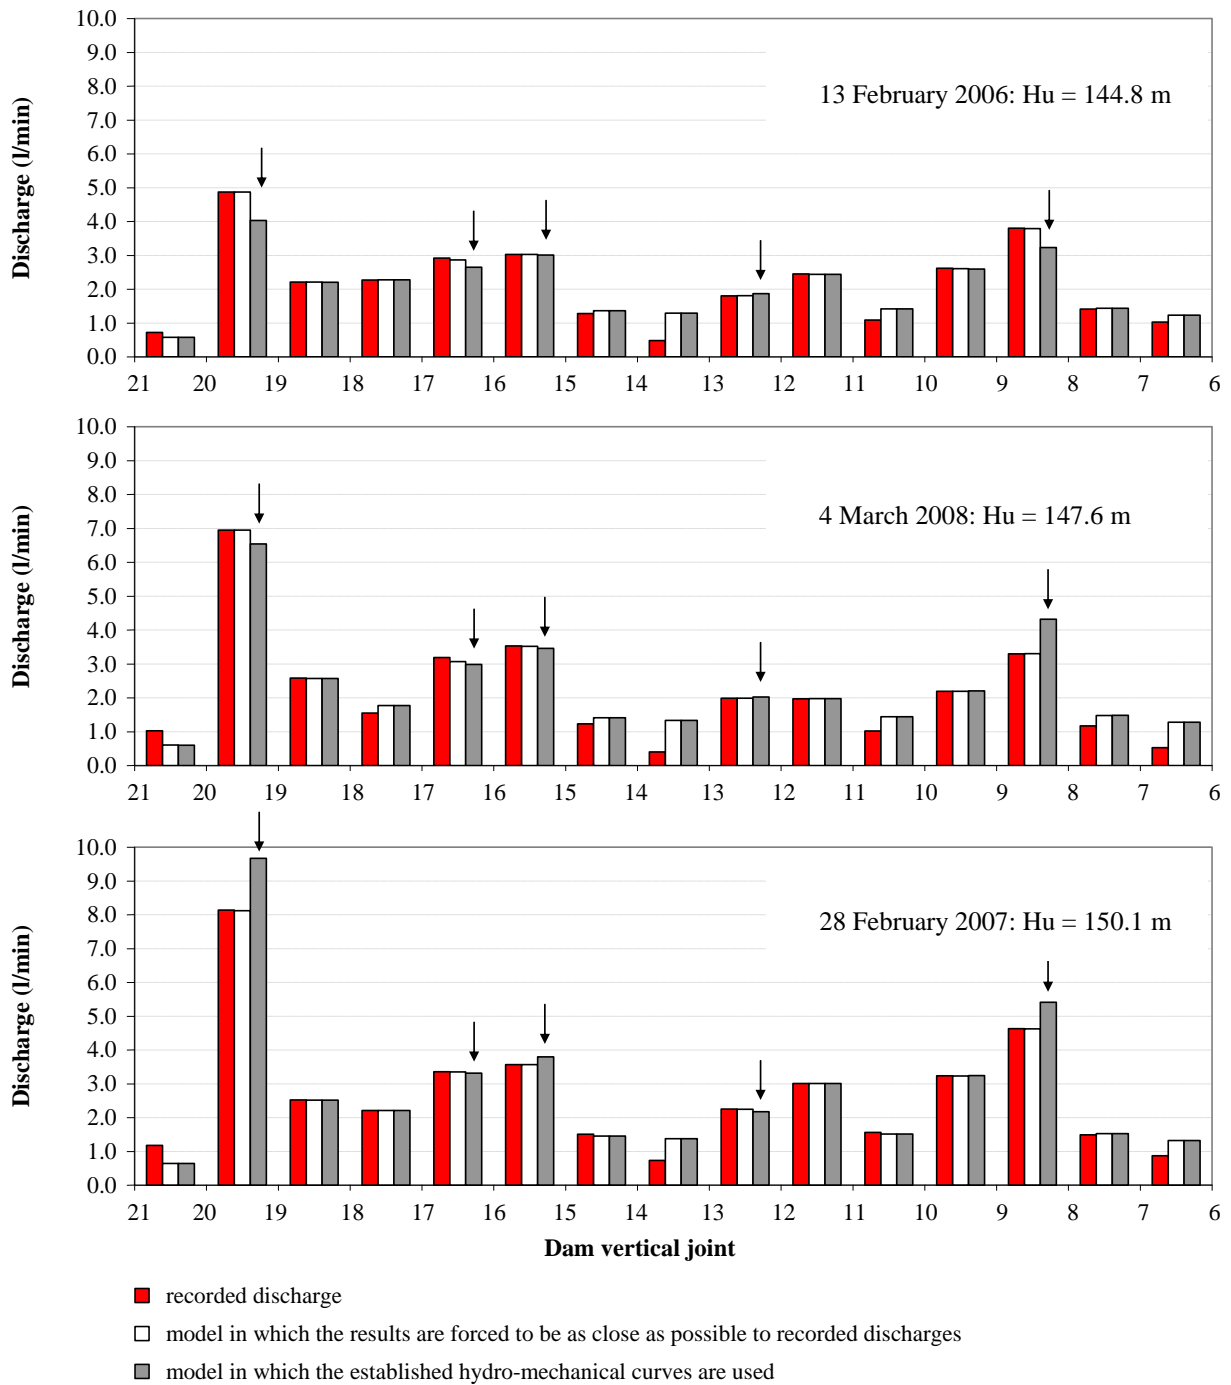 10.0
9.0
8.0
7.0
6.0
5.0
4.0
3.0
2.0
1.0
0.0
Discharge (l/min)
13 February 2006: Hu = 144.8 m
21 20 19 18 17 16 15 14 13 12 11 10 9 8 7 6
10.0
9.0
8.0
7.0
6.0
5.0
4.0
3.0
2.0
1.0
0.0
Discharge (l/min)
4 March 2008: Hu = 147.6 m
21 20 19 18 17 16 15 14 13 12 11 10 9 8 7 6
10.0
9.0
8.0
7.0
6.0
5.0
4.0
3.0
2.0
1.0
0.0
Discharge (l/min)
28 February 2007: Hu = 150.1 m
21 20 19 18 17 16 15 14 13 12 11 10 9 8 7 6
Dam vertical joint
recorded discharge
model in which the results are forced to be as close as possible to recorded discharges
model in which the established hydro-mechanical curves are used